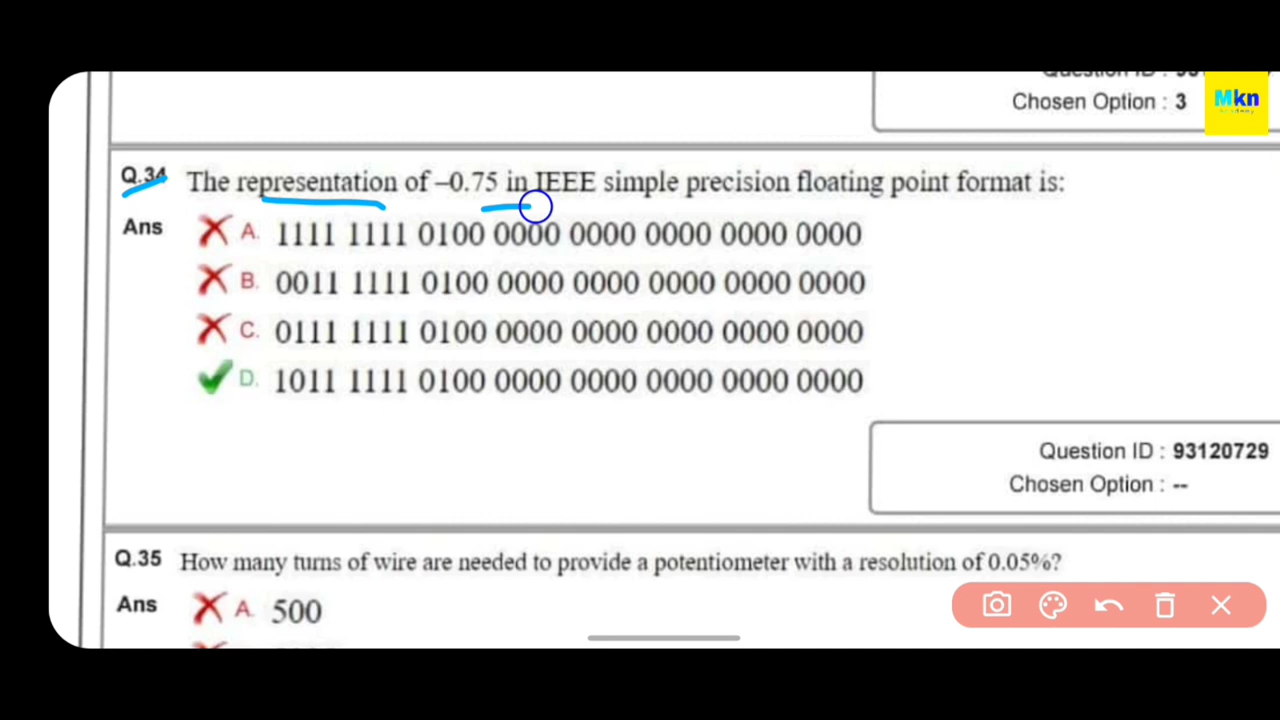 Chosen Option : 3
Mkn
Q.34 The representation of –0.75 in IEEE simple precision floating point format is:
Ans A. 1111 1111 0100 0000 0000 0000 0000 0000
B. 0011 1111 0100 0000 0000 0000 0000 0000
C. 0111 1111 0100 0000 0000 0000 0000 0000
D. 1011 1111 0100 0000 0000 0000 0000 0000
Question ID : 93120729
Chosen Option : --
Q.35 How many turns of wire are needed to provide a potentiometer with a resolution of 0.05%?
Ans A. 500